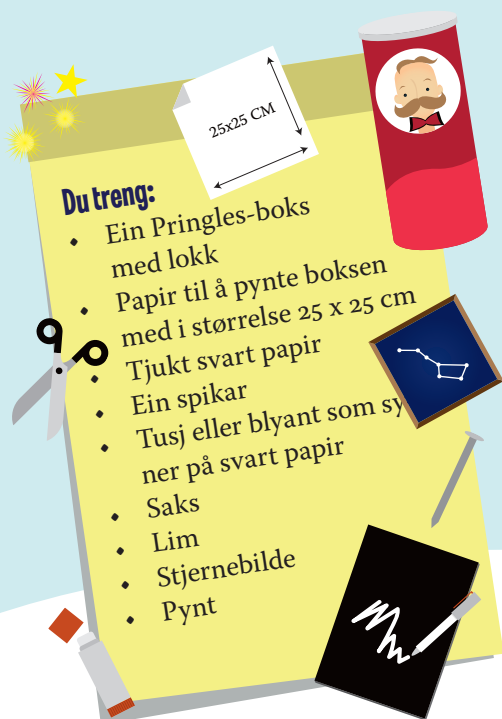 25x25 CM
Du treng:
• Ein Pringles-boks
med lokk
• Papir til å pynte boksen
med i størrelse 25 x 25 cm
• Tjukt svart papir
• Ein spikar
• Tusj eller blyant som sy
ner på svart papir
• Saks
• Lim
• Stjernebilde
• Pynt